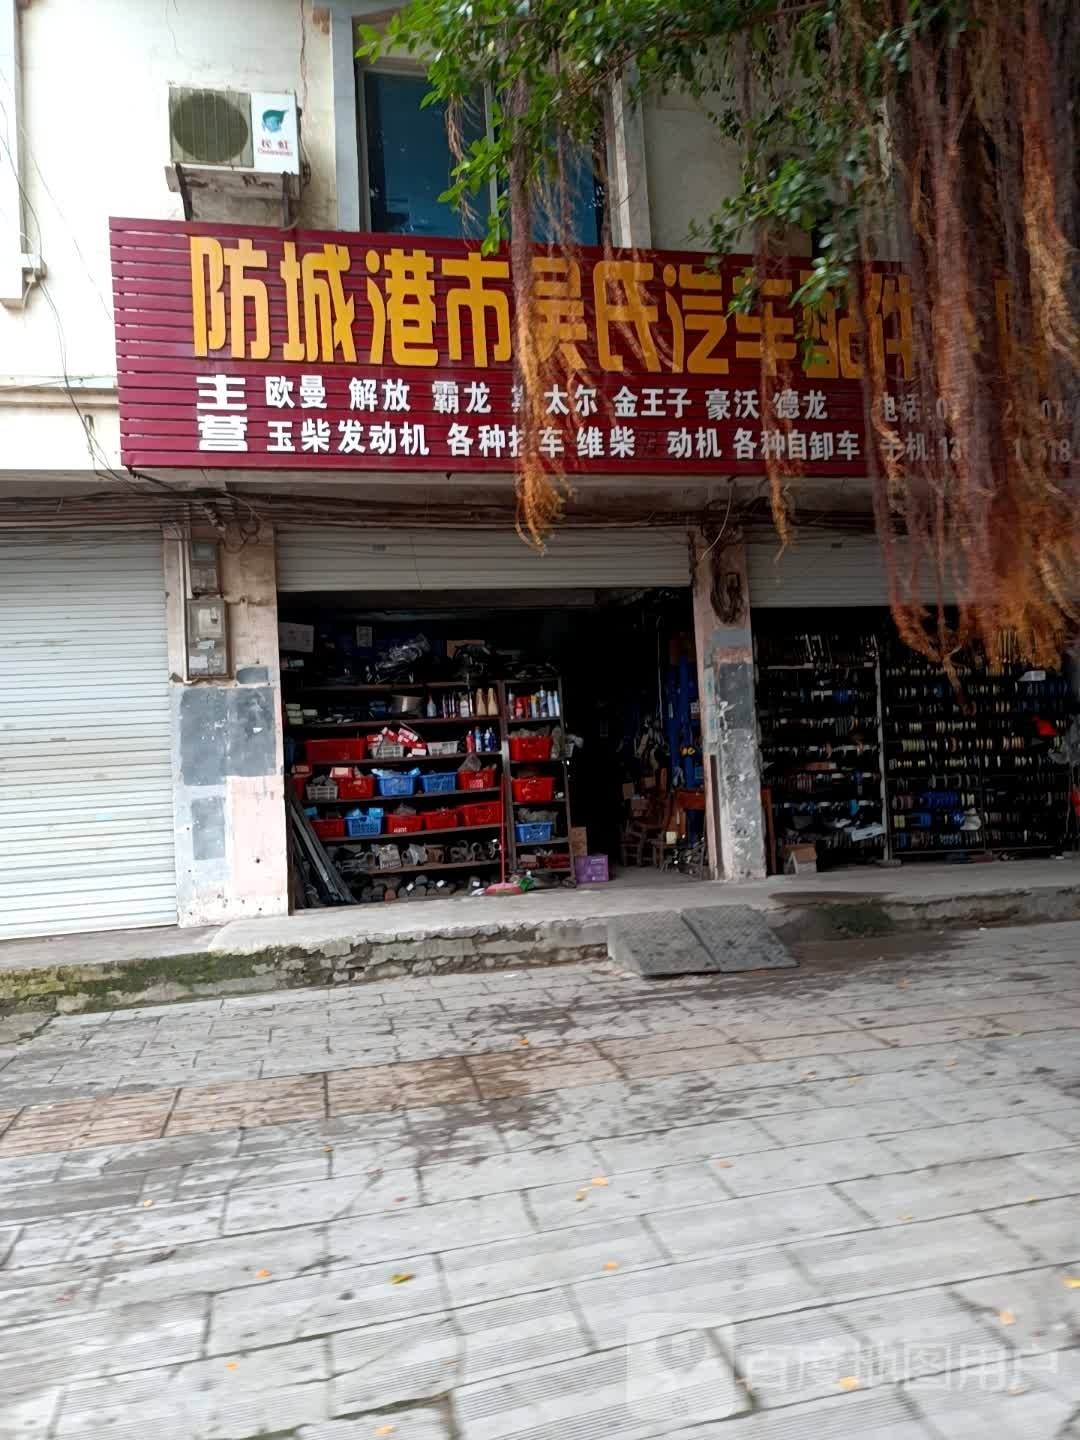 防城港市吴氏汽车配件
主营
欧曼 解放 霸龙 太尔 金王子 豪沃 德龙
玉柴发动机 各种挂车 维柴 动机 各种自卸车
电话:0
手机:13
百度地图用户